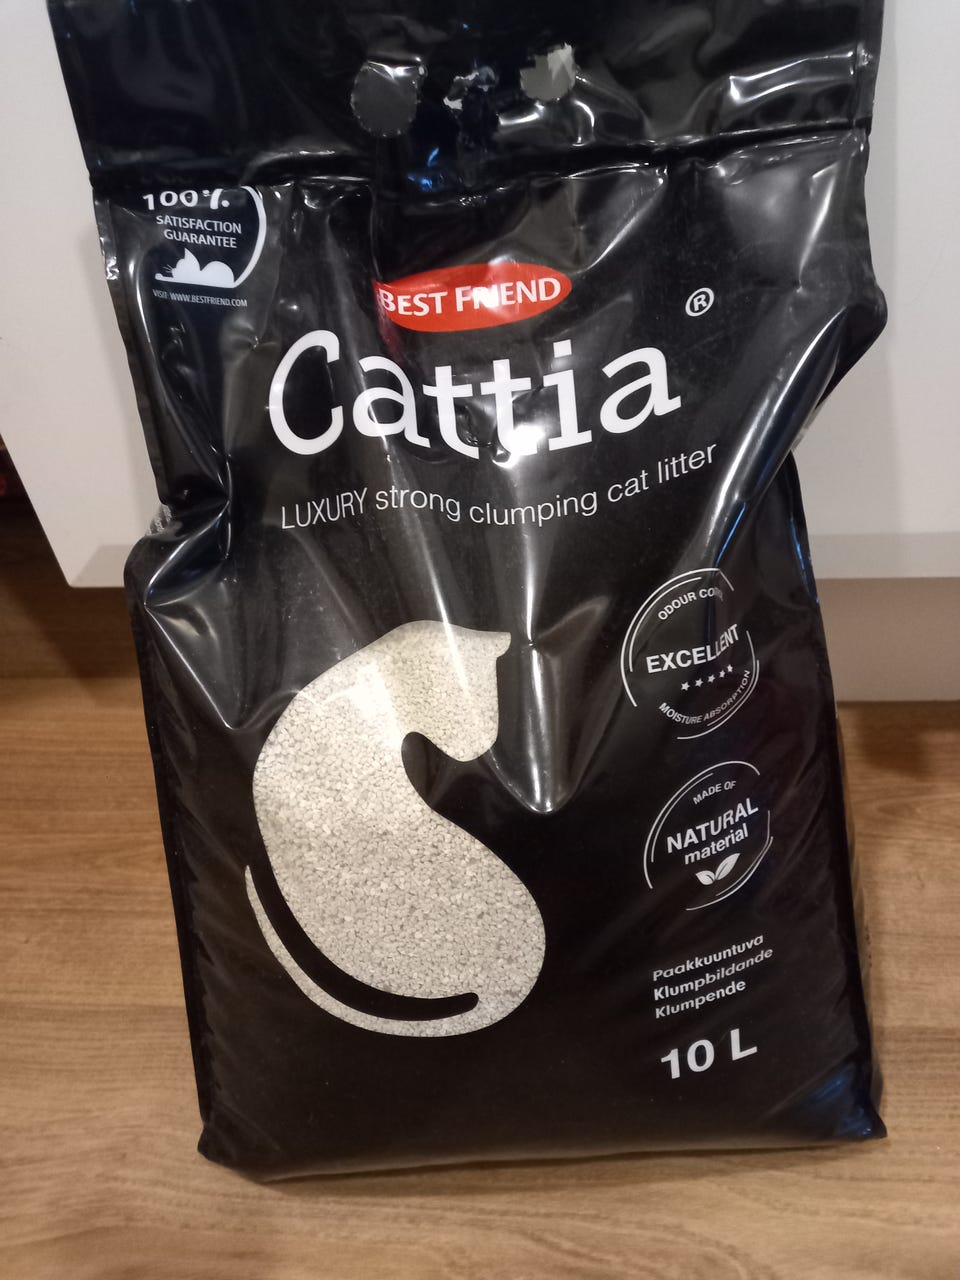 100%
SATISFACTION
GUARANTEE
VISIT: WWW.BESTFRIEND.COM
BEST FRIEND
®
Cattia
LUXURY strong clumping cat litter
ODOUR
EXCELLENT
MOISTURE ABSORPTION
MADE OF
NATURAL
material
Paakkuuntuva
Klumpbildande
Klumpende
10 L